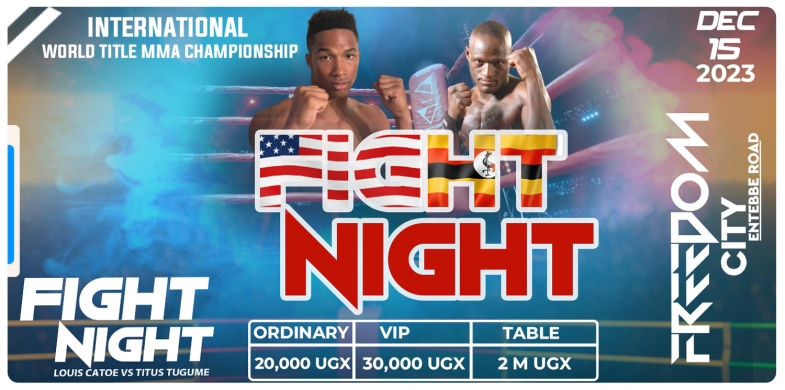 INTERNATIONAL
WORLD TITLE MMA CHAMPIONSHIP
DEC
15
2023
FIGHT
NIGHT
FREEDOM
CITY
ENTEBBE ROAD
FIGHT
NIGHT
LOUIS CATOE VS TITUS TUGUME
ORDINARY VIP TABLE
20,000 UGX 30,000 UGX 2 M UGX